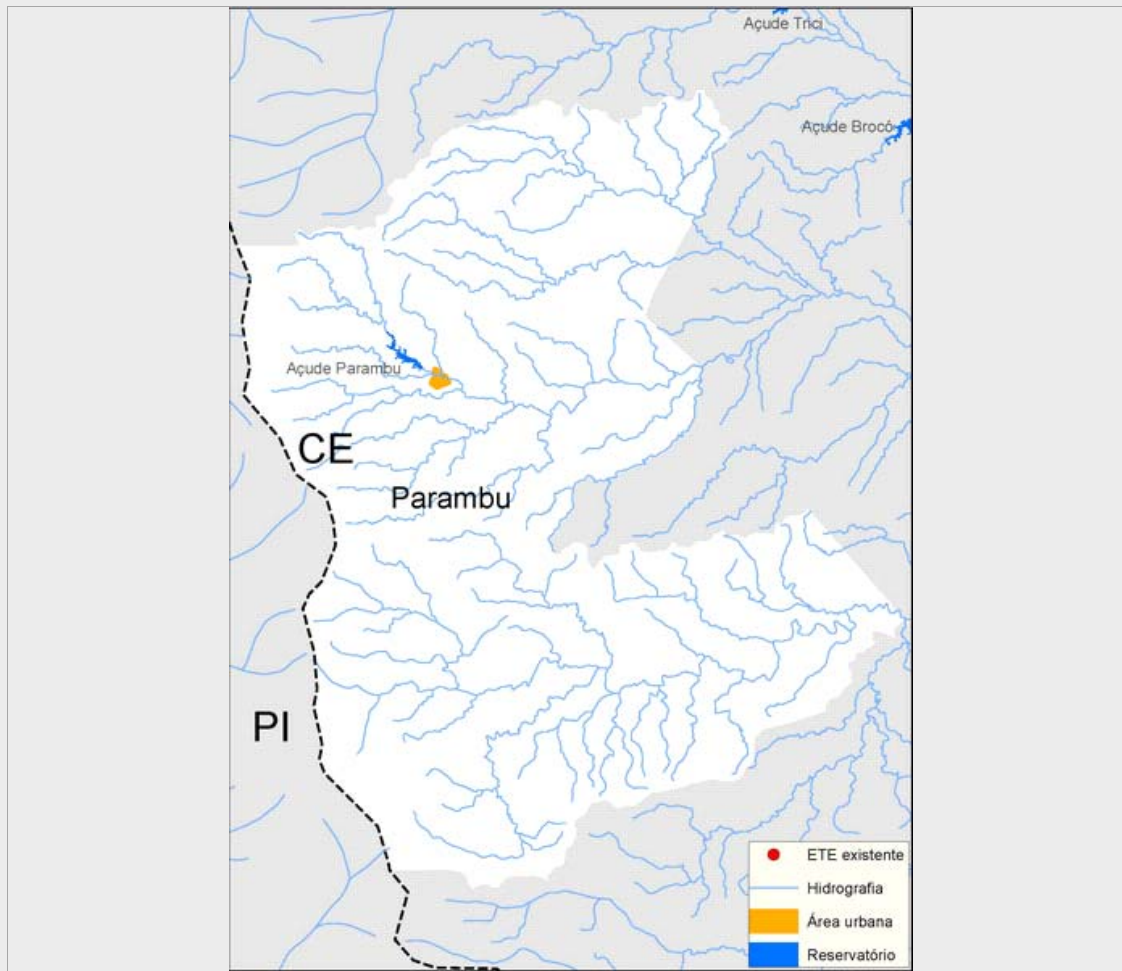 Açude Trici
Açude Brocó
Açude Parambu
CE
Parambu
PI
ETE existente
Hidrografia
Área urbana
Reservatório